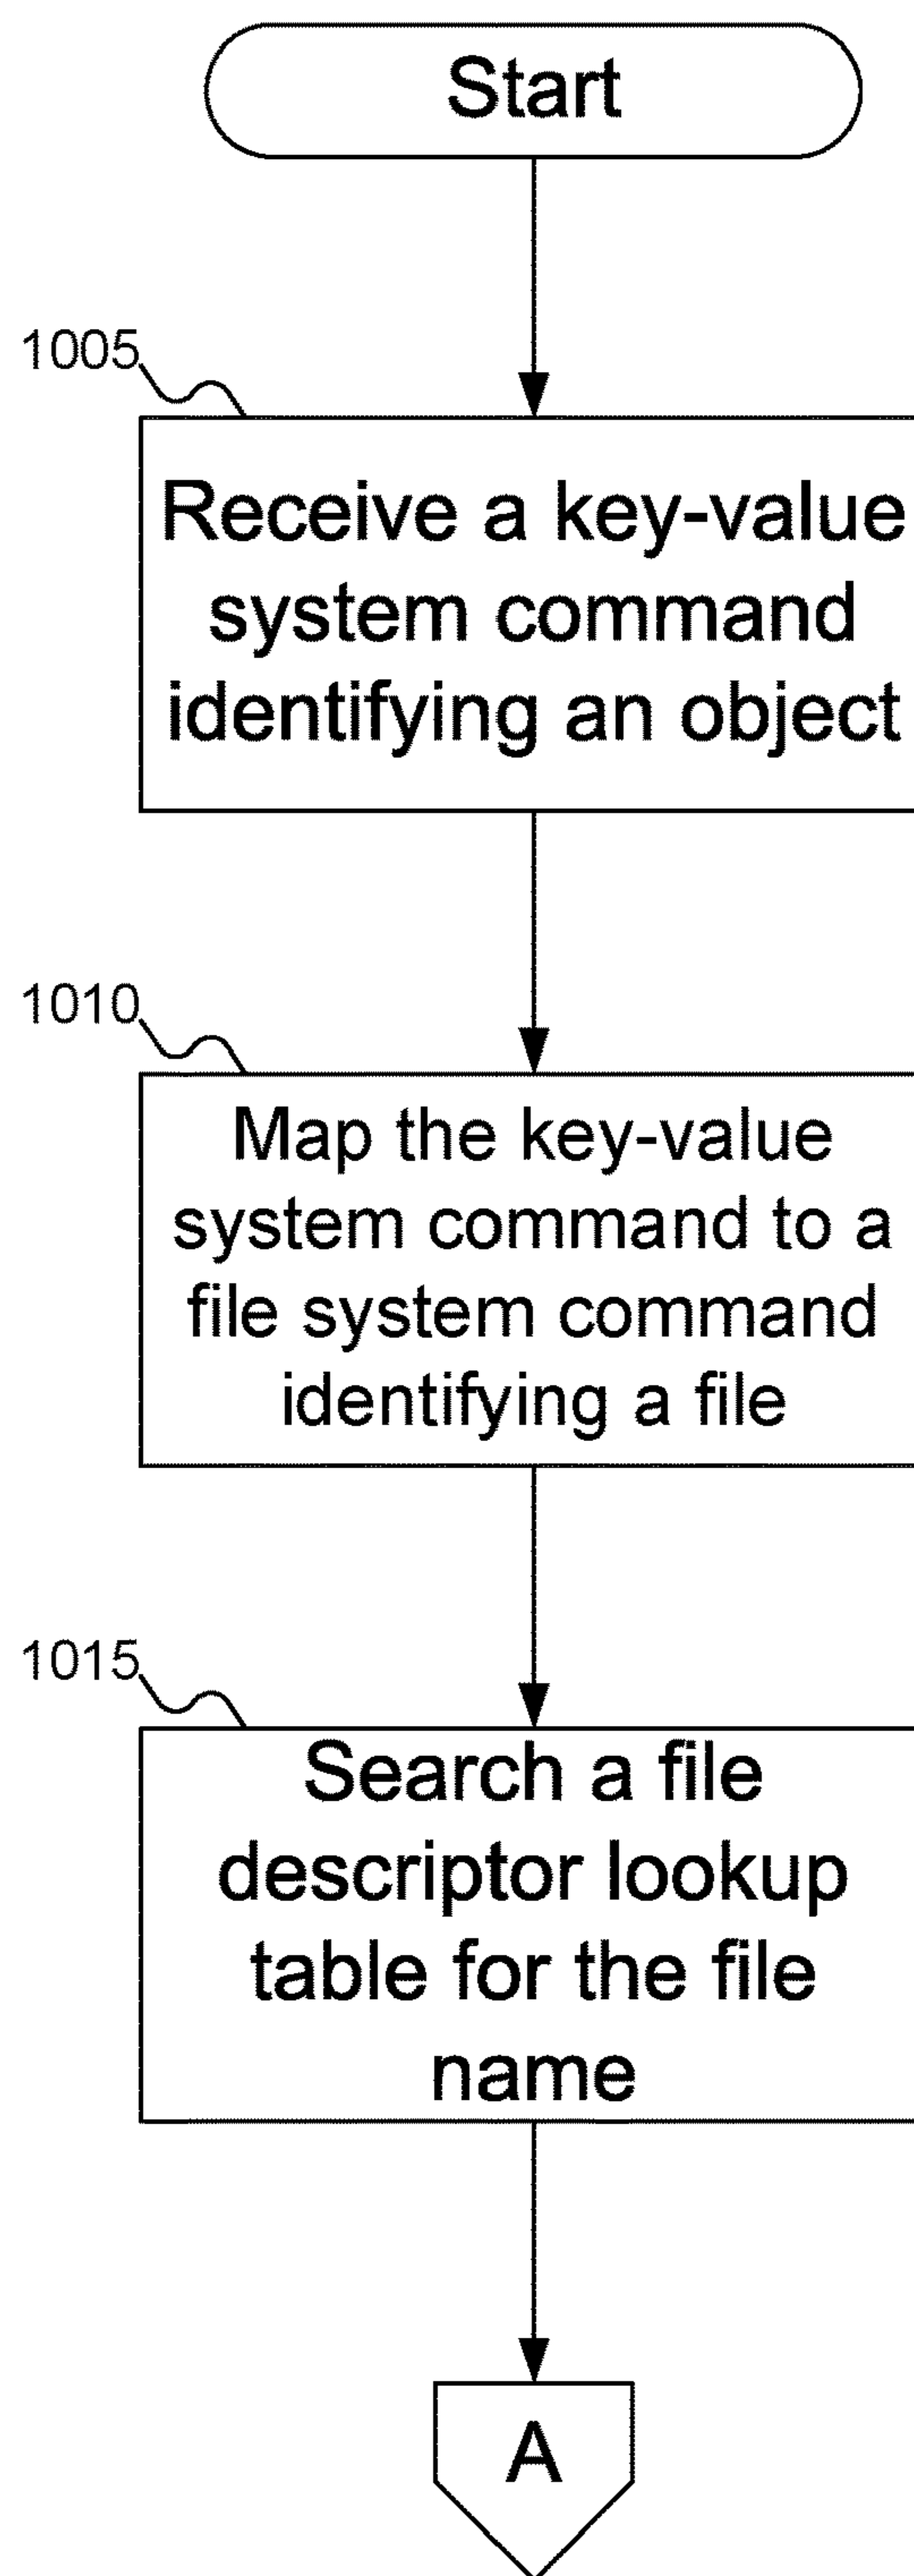 Start
1005
Receive a key-value
system command
identifying an object
1010
Map the key-value
system command to a
file system command
identifying a file
1015
Search a file
descriptor lookup
table for the file
name
A